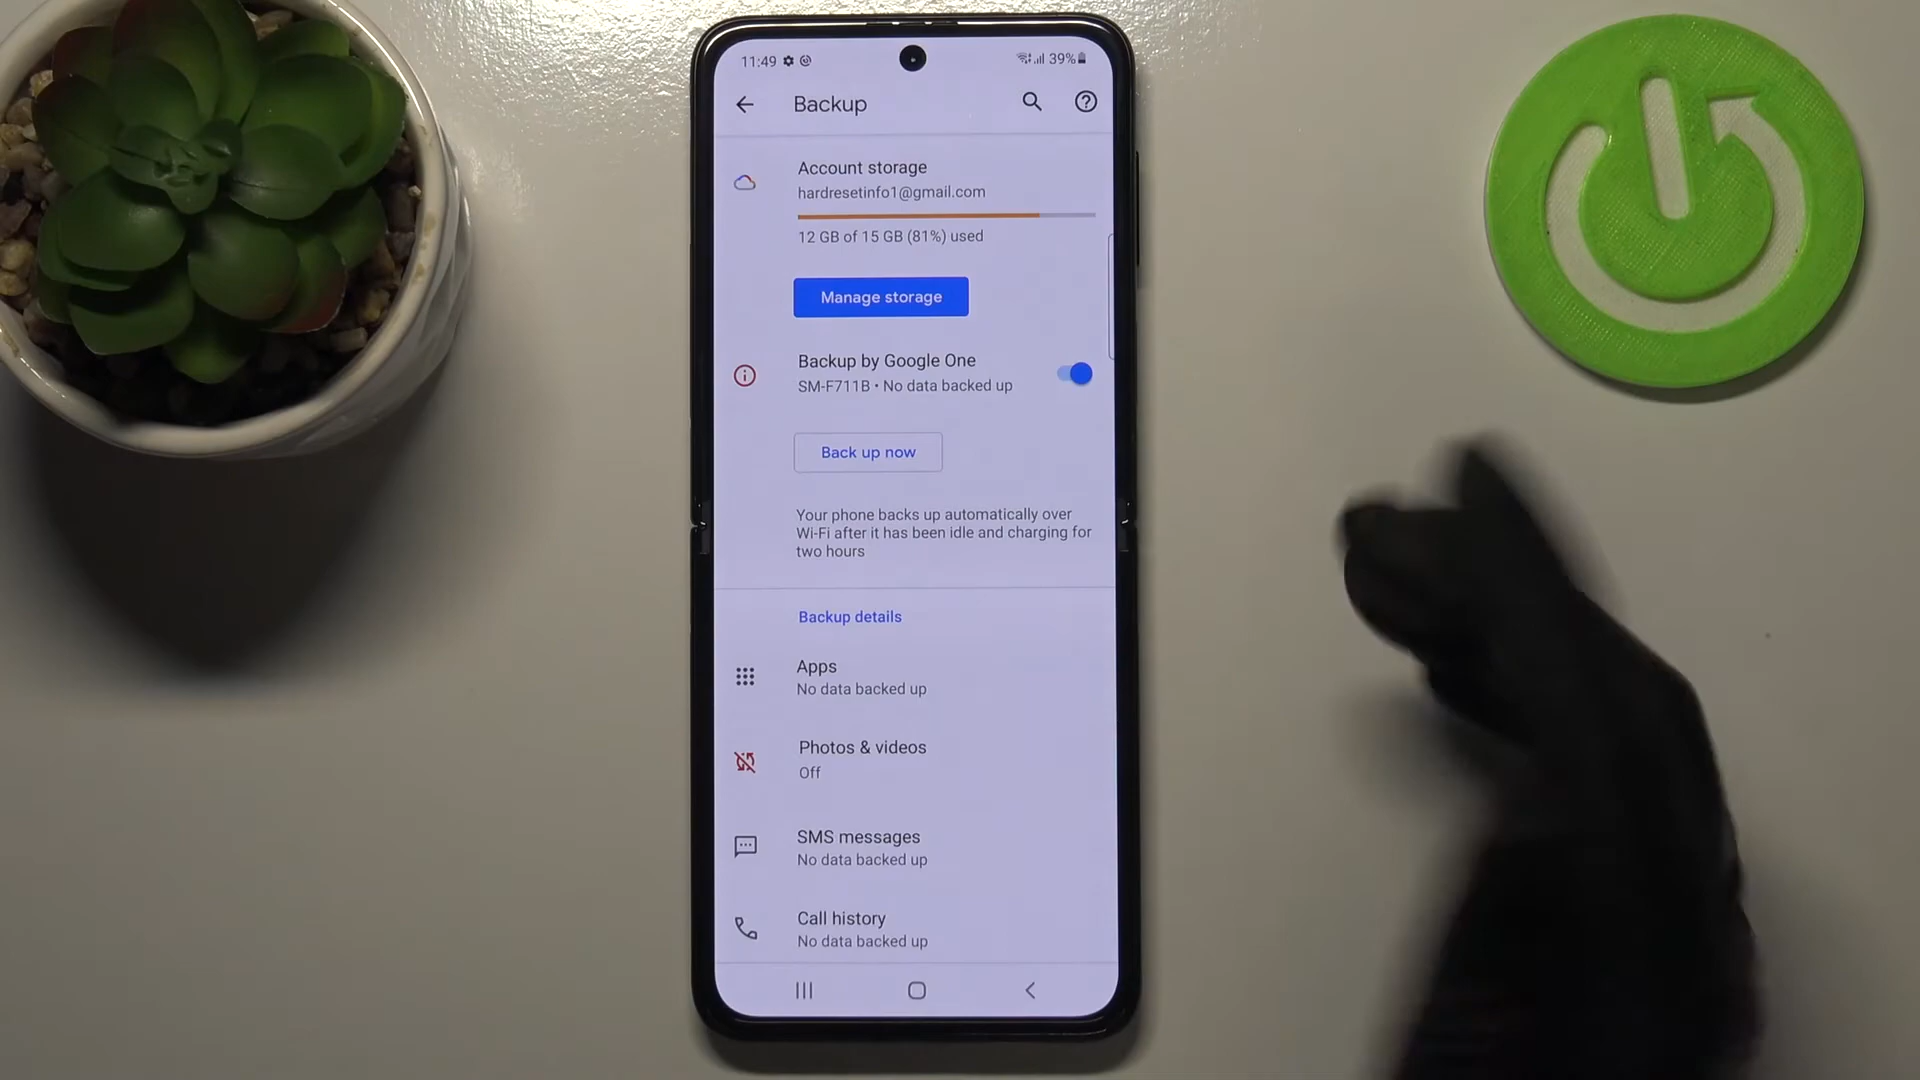 11:49
39%
Backup
Account storage
hardresetinfo1@gmail.com
12 GB of 15 GB (81%) used
Manage storage
Backup by Google One
SM-F711B • No data backed up
Back up now
Your phone backs up automatically over
Wi-Fi after it has been idle and charging for
two hours
Backup details
Apps
No data backed up
Photos & videos
Off
SMS messages
No data backed up
Call history
No data backed up